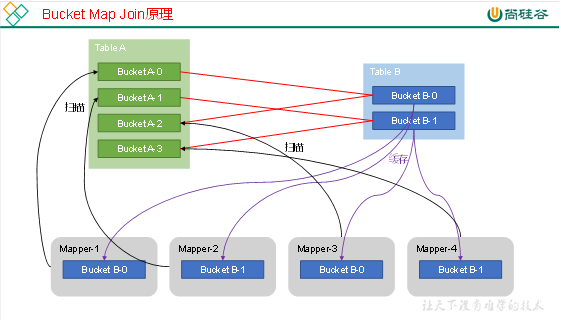 Bucket Map Join原理
尚硅谷
Table A
Bucket A-0
Bucket A-1
Bucket A-2
Bucket A-3
Table B
Bucket B-0
Bucket B-1
扫描
扫描
缓存
Mapper-1
Bucket B-0
Mapper-2
Bucket B-1
Mapper-3
Bucket B-0
Mapper-4
Bucket B-1
让天下没有难学的技术